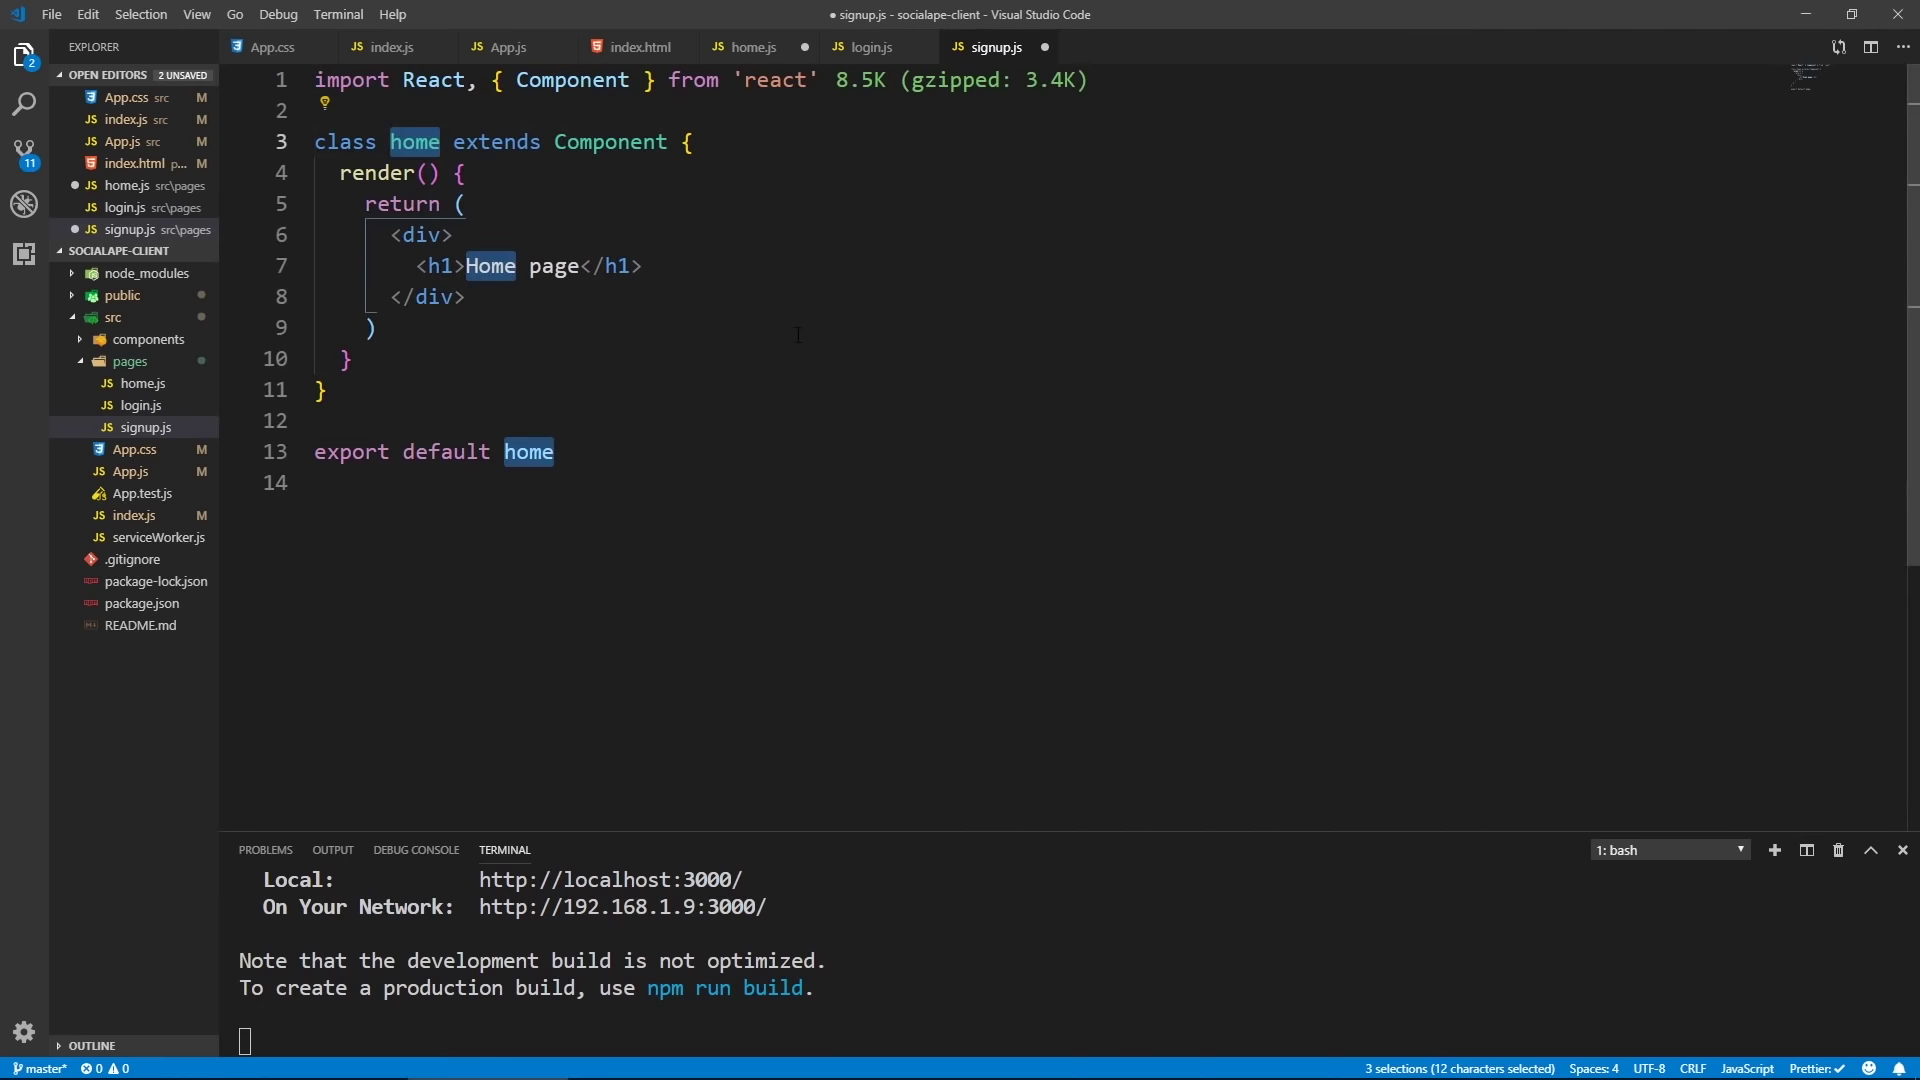 File Edit Selection View Go Debug Terminal Help
● signup.js - socialape-client - Visual Studio Code
EXPLORER
OPEN EDITORS 2 UNSAVED
App.css src M
index.js src M
App.js src M
index.html p... M
home.js src\pages
login.js src\pages
signup.js src\pages
SOCIALAPE-CLIENT
node_modules
public
src
components
pages
home.js
login.js
signup.js
App.css M
App.js M
App.test.js
index.js M
serviceWorker.js
.gitignore
package-lock.json
package.json
README.md
OUTLINE
2
11
App.css index.js App.js index.html home.js login.js signup.js
1 import React, { Component } from 'react' 8.5K (gzipped: 3.4K)
2
3 class home extends Component {
4 render() {
5 return (
6 <div>
7 <h1>Home page</h1>
8 </div>
9 )
10 }
11 }
12
13 export default home
14
PROBLEMS OUTPUT DEBUG CONSOLE TERMINAL
1: bash
Local: http://localhost:3000/
On Your Network: http://192.168.1.9:3000/
Note that the development build is not optimized.
To create a production build, use npm run build.
master* 0 0
3 selections (12 characters selected) Spaces: 4 UTF-8 CRLF JavaScript Prettier: ✓